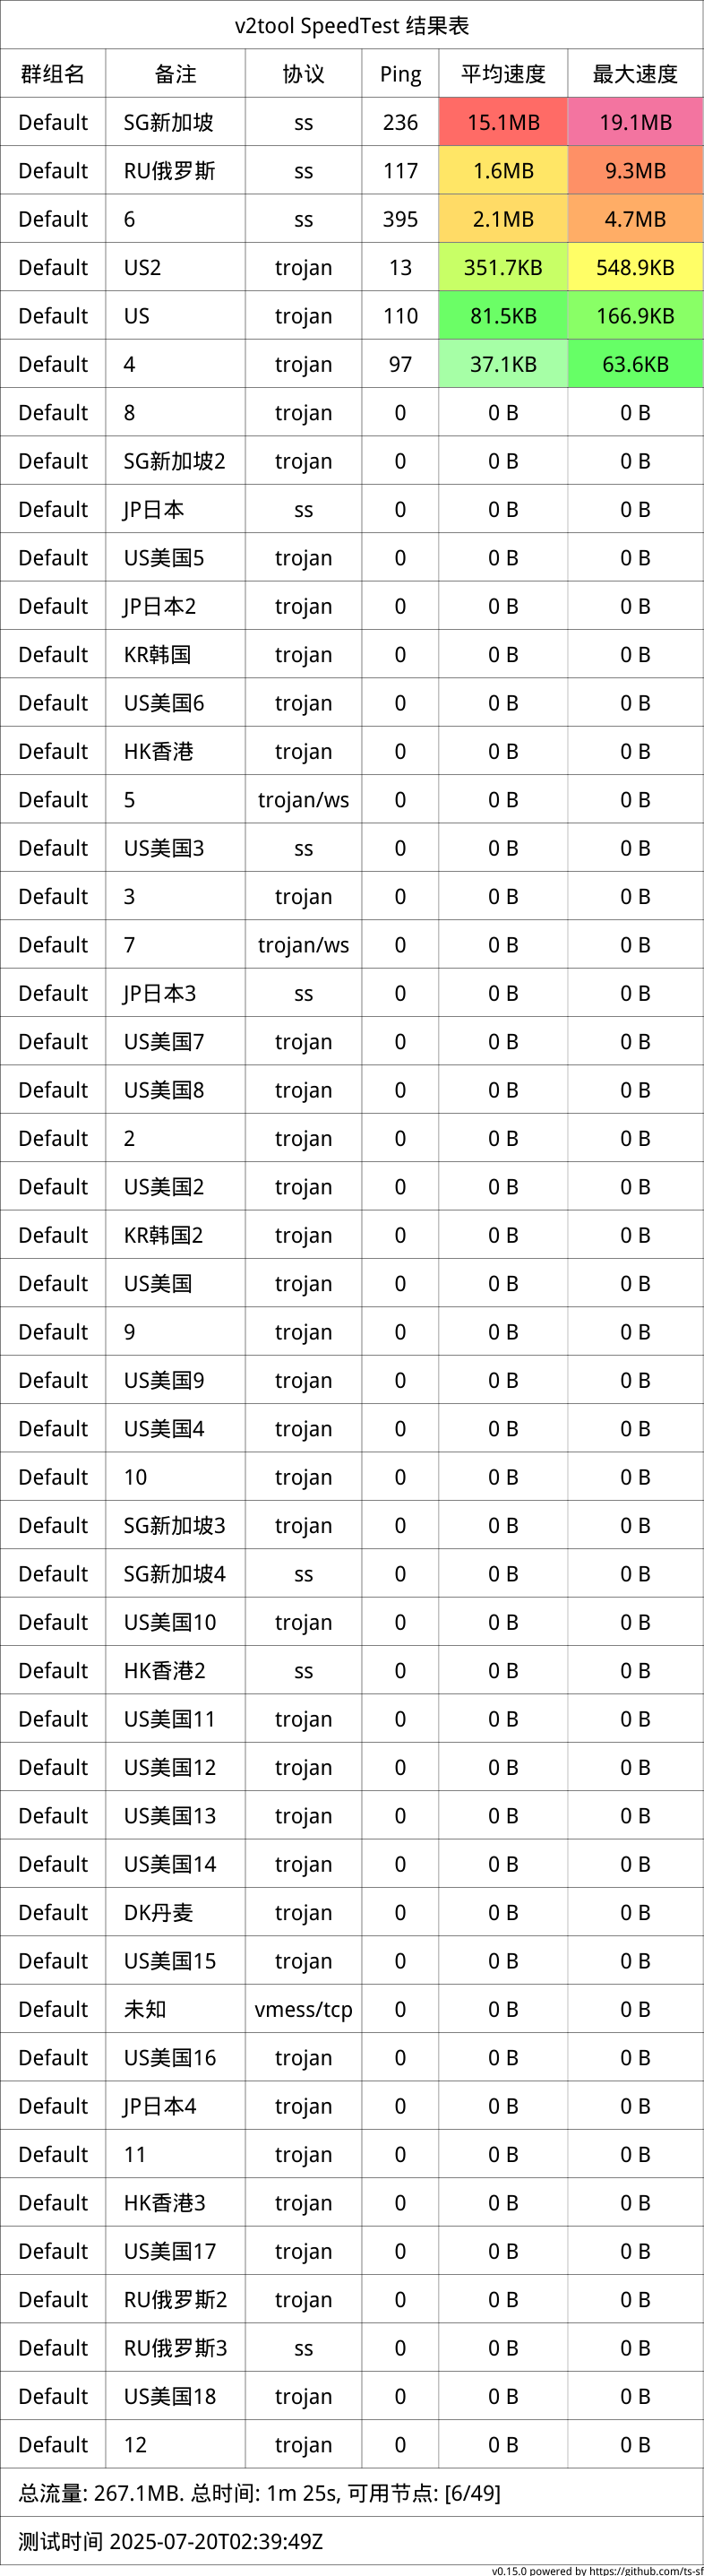 v2tool SpeedTest 结果表
群组名 备注 协议 Ping 平均速度 最大速度
Default SG新加坡 ss 236 15.1MB 19.1MB
Default RU俄罗斯 ss 117 1.6MB 9.3MB
Default 6 ss 395 2.1MB 4.7MB
Default US2 trojan 13 351.7KB 548.9KB
Default US trojan 110 81.5KB 166.9KB
Default 4 trojan 97 37.1KB 63.6KB
Default 8 trojan 0 0 B 0 B
Default SG新加坡2 trojan 0 0 B 0 B
Default JP日本 ss 0 0 B 0 B
Default US美国5 trojan 0 0 B 0 B
Default JP日本2 trojan 0 0 B 0 B
Default KR韩国 trojan 0 0 B 0 B
Default US美国6 trojan 0 0 B 0 B
Default HK香港 trojan 0 0 B 0 B
Default 5 trojan/ws 0 0 B 0 B
Default US美国3 ss 0 0 B 0 B
Default 3 trojan 0 0 B 0 B
Default 7 trojan/ws 0 0 B 0 B
Default JP日本3 ss 0 0 B 0 B
Default US美国7 trojan 0 0 B 0 B
Default US美国8 trojan 0 0 B 0 B
Default 2 trojan 0 0 B 0 B
Default US美国2 trojan 0 0 B 0 B
Default KR韩国2 trojan 0 0 B 0 B
Default US美国 trojan 0 0 B 0 B
Default 9 trojan 0 0 B 0 B
Default US美国9 trojan 0 0 B 0 B
Default US美国4 trojan 0 0 B 0 B
Default 10 trojan 0 0 B 0 B
Default SG新加坡3 trojan 0 0 B 0 B
Default SG新加坡4 ss 0 0 B 0 B
Default US美国10 trojan 0 0 B 0 B
Default HK香港2 ss 0 0 B 0 B
Default US美国11 trojan 0 0 B 0 B
Default US美国12 trojan 0 0 B 0 B
Default US美国13 trojan 0 0 B 0 B
Default US美国14 trojan 0 0 B 0 B
Default DK丹麦 trojan 0 0 B 0 B
Default US美国15 trojan 0 0 B 0 B
Default 未知 vmess/tcp 0 0 B 0 B
Default US美国16 trojan 0 0 B 0 B
Default JP日本4 trojan 0 0 B 0 B
Default 11 trojan 0 0 B 0 B
Default HK香港3 trojan 0 0 B 0 B
Default US美国17 trojan 0 0 B 0 B
Default RU俄罗斯2 trojan 0 0 B 0 B
Default RU俄罗斯3 ss 0 0 B 0 B
Default US美国18 trojan 0 0 B 0 B
Default 12 trojan 0 0 B 0 B
总流量: 267.1MB. 总时间: 1m 25s, 可用节点: [6/49]
测试时间 2025-07-20T02:39:49Z
v0.15.0 powered by https://github.com/ts-sf